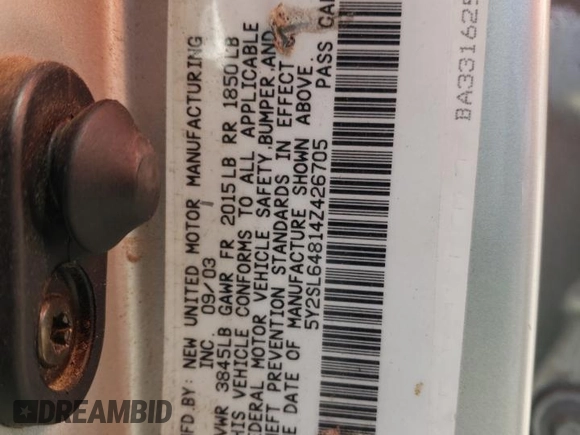 MFD.BY: NEW UNITED MOTOR MANUFACTURING
INC. 09/03
GVWR 3845LB GAWR FR 2015LB RR 1850LB
THIS VEHICLE CONFORMS TO ALL APPLICABLE
FEDERAL MOTOR VEHICLE SAFETY,BUMPER,AND
THEFT PREVENTION STANDARDS IN EFFECT
THE DATE OF MANUFACTURE SHOWN ABOVE.
5Y2SL64814Z426705 PASS CAR
BA331625
DREAMBID